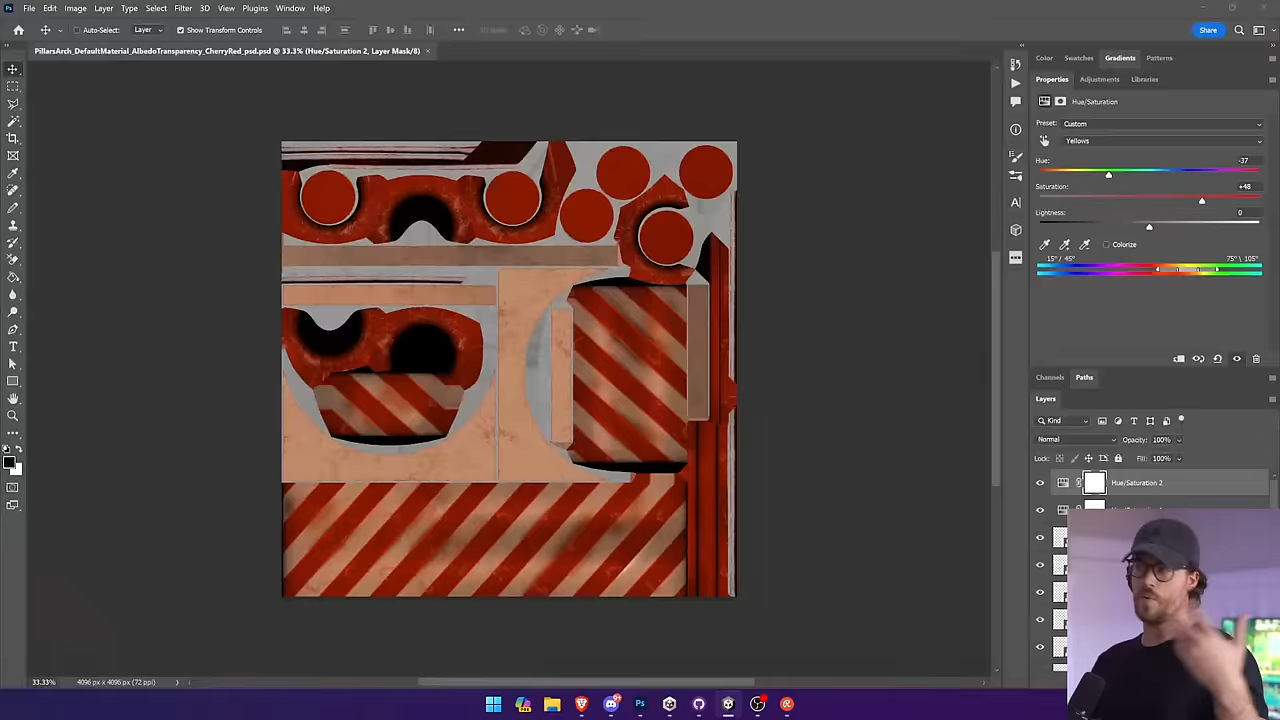 File Edit Image Layer Type Select Filter 3D View Plugins Window Help
Auto-Select: Layer Show Transform Controls Share
PillarsArch_DefaultMaterial_AlbedoTransparency_CherryRed_psd.psd @ 33.3% (Hue/Saturation 2, Layer Mask/8)
Color Swatches Gradients Patterns
Properties Adjustments Libraries
Hue/Saturation
Preset: Custom
Yellows
Hue: -37
Saturation: +48
Lightness: 0
Colorize
15°/ 45° 75°\ 105°
Channels Paths
Layers
Kind
Normal Opacity: 100%
Lock: Fill: 100%
Hue/Saturation 2
33.33% 4096 px x 4096 px (72 ppi)